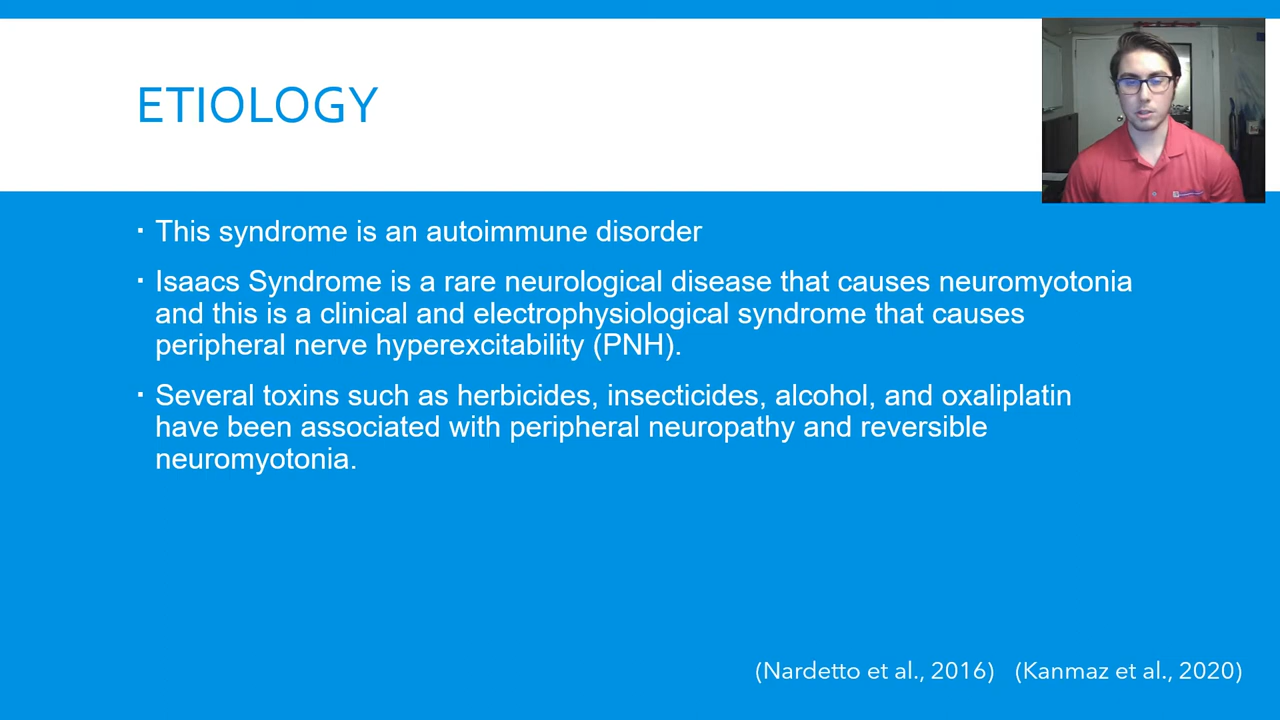 ETIOLOGY
▪ This syndrome is an autoimmune disorder
▪ Isaacs Syndrome is a rare neurological disease that causes neuromyotonia
and this is a clinical and electrophysiological syndrome that causes
peripheral nerve hyperexcitability (PNH).
▪ Several toxins such as herbicides, insecticides, alcohol, and oxaliplatin
have been associated with peripheral neuropathy and reversible
neuromyotonia.
(Nardetto et al., 2016) (Kanmaz et al., 2020)